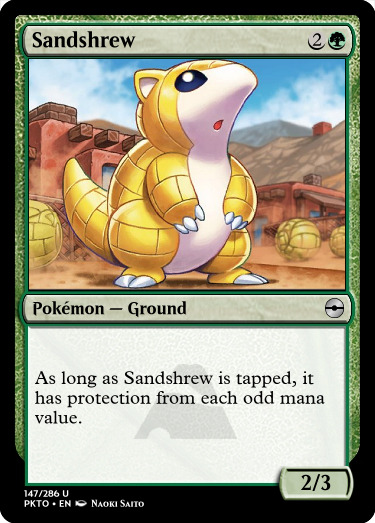 Sandshrew 2
Pokémon — Ground
As long as Sandshrew is tapped, it
has protection from each odd mana
value.
2/3
147/286 U
PKTO • EN Naoki Saito